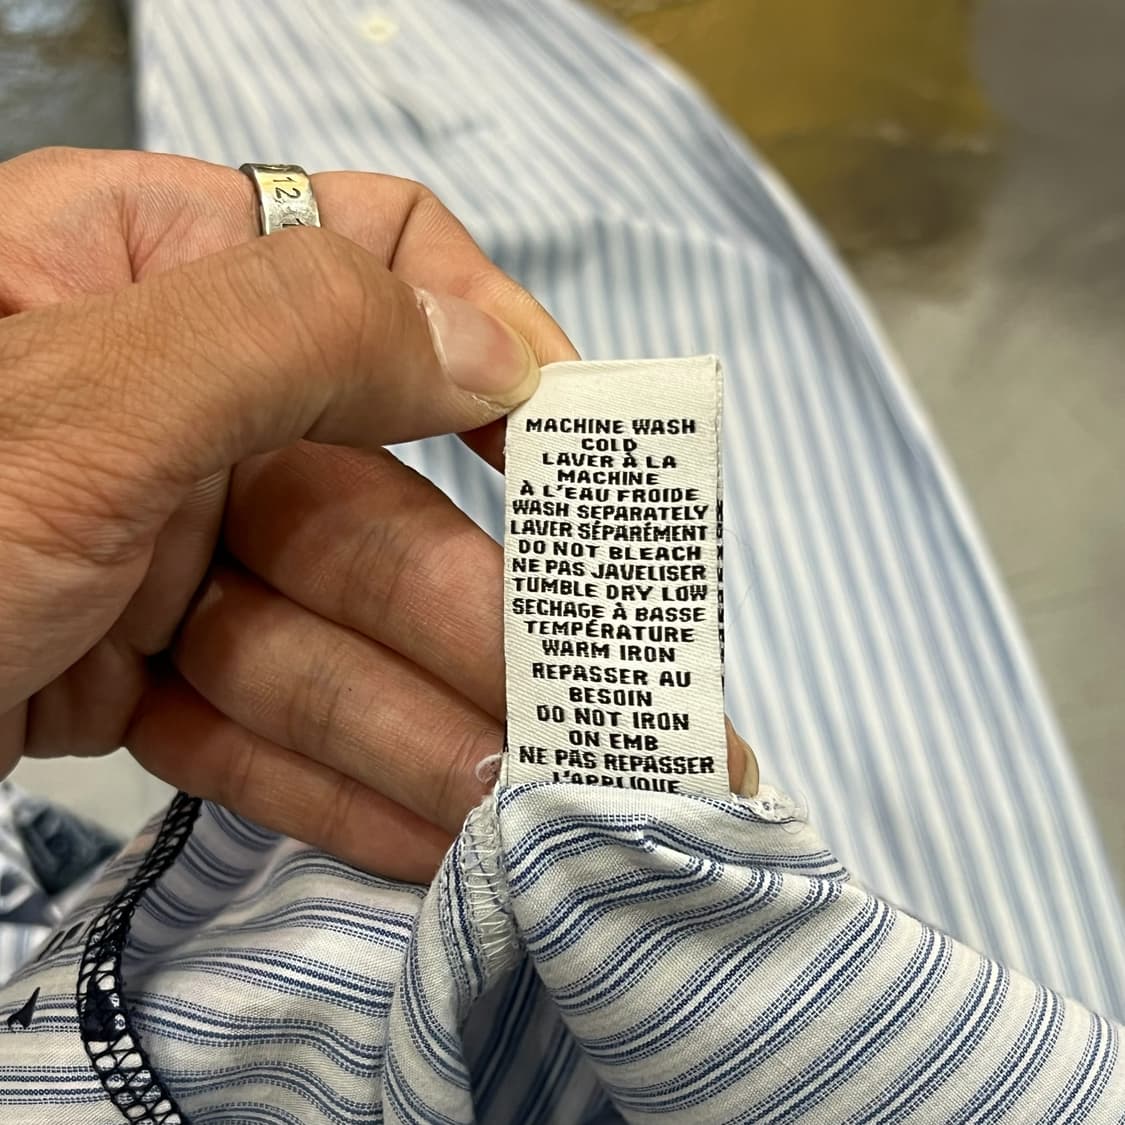 12
MACHINE WASH
COLD
LAVER À LA
MACHINE
À L'EAU FROIDE
WASH SEPARATELY
LAVER SÉPARÉMENT
DO NOT BLEACH
NE PAS JAVELISER
TUMBLE DRY LOW
SECHAGE À BASSE
TEMPÉRATURE
WARM IRON
REPASSER AU
BESOIN
DO NOT IRON
ON EMB
NE PAS REPASSER
L'APPLIQUE